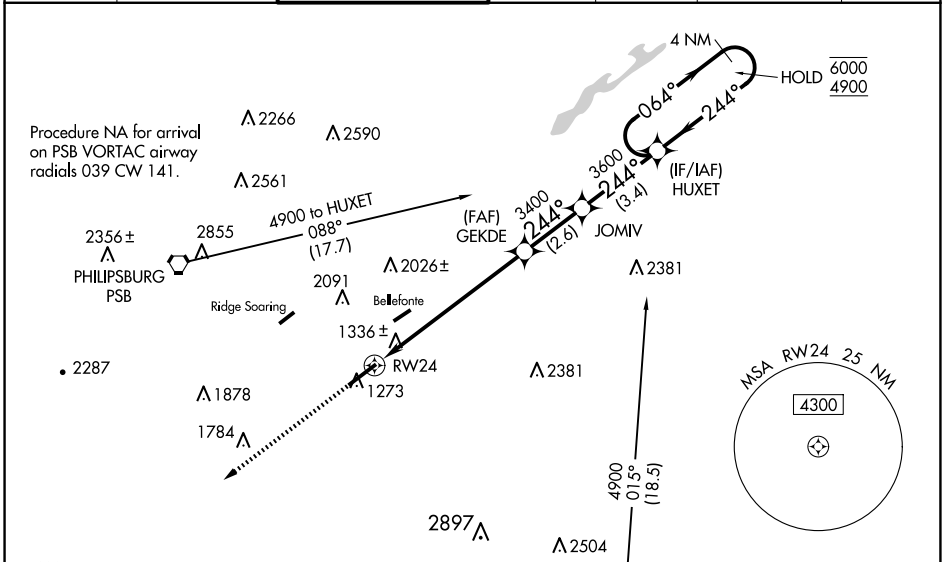 4 NM
HOLD
6000
4900
064°
244°
2266
2590
Procedure NA for arrival
on PSB VORTAC airway
radials 039 CW 141.
2561
3600
244°
(3.4)
(IF/IAF)
HUXET
4900 to HUXET
088°
(17.7)
(FAF)
GEKDE
3400
244°
(2.6)
JOMIV
2356 ±
2855
PHILIPSBURG
PSB
2026 ±
2381
2091
Ridge Soaring
Bellefonte
1336 ±
RW24
2287
2381
1273
1878
1784
MSA RW24 25 NM
4300
4900
015°
(18.5)
2897
2504